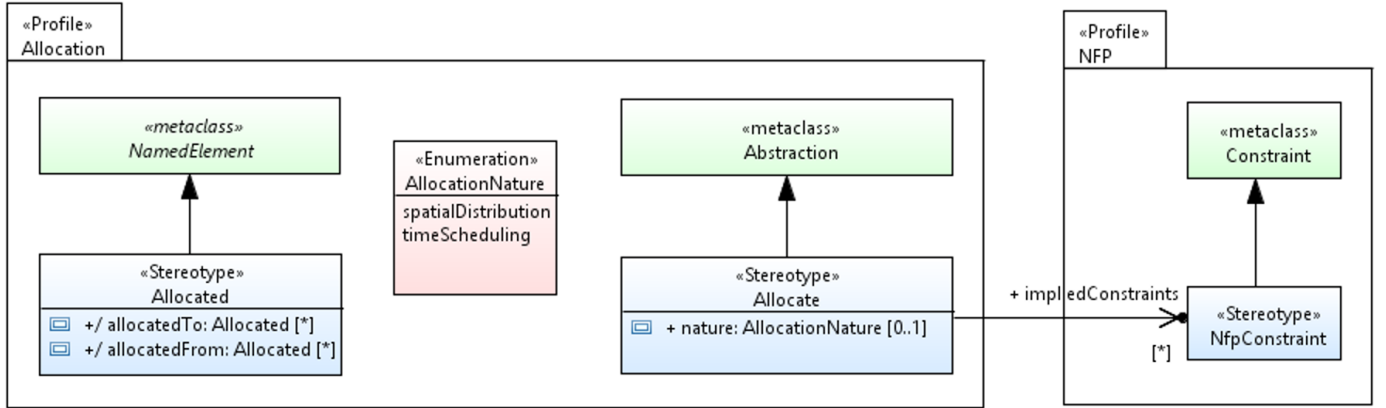 «Profile»
Allocation
«metaclass»
NamedElement
«Enumeration»
AllocationNature
spatialDistribution
timeScheduling
«metaclass»
Abstraction
«Stereotype»
Allocated
+/ allocatedTo: Allocated [*]
+/ allocatedFrom: Allocated [*]
«Stereotype»
Allocate
+ nature: AllocationNature [0..1]
+ impliedConstraints
[*]
«Profile»
NFP
«metaclass»
Constraint
«Stereotype»
NfpConstraint